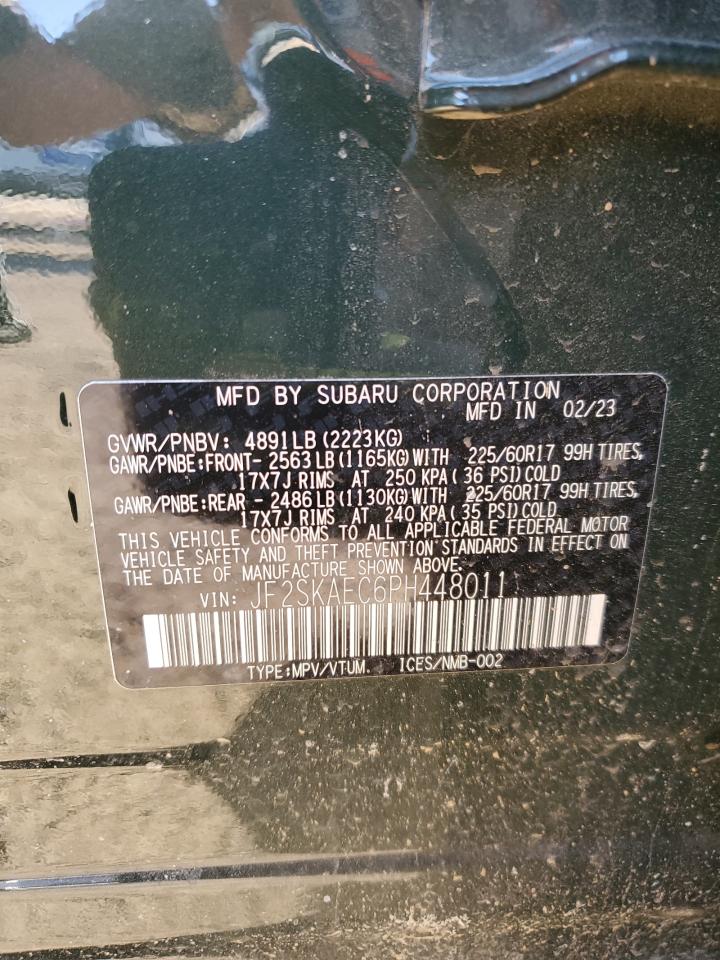 MFD BY SUBARU CORPORATION
MFD IN 02/23
GVWR/PNBV: 4891LB(2223KG)
GAWR/PNBE:FRONT- 2563LB(1165KG)WITH 225/60R17 99H TIRES,
17X7J RIMS AT 250 KPA( 36 PSI)COLD
GAWR/PNBE:REAR - 2486LB(1130KG)WITH 225/60R17 99H TIRES,
17X7J RIMS AT 240 KPA( 35 PSI)COLD
THIS VEHICLE CONFORMS TO ALL APPLICABLE FEDERAL MOTOR
VEHICLE SAFETY AND THEFT PREVENTION STANDARDS IN EFFECT ON
THE DATE OF MANUFACTURE SHOWN ABOVE.
VIN: JF2SKAEC6PH448011
TYPE:MPV/VTUM. ICES/NMB-002